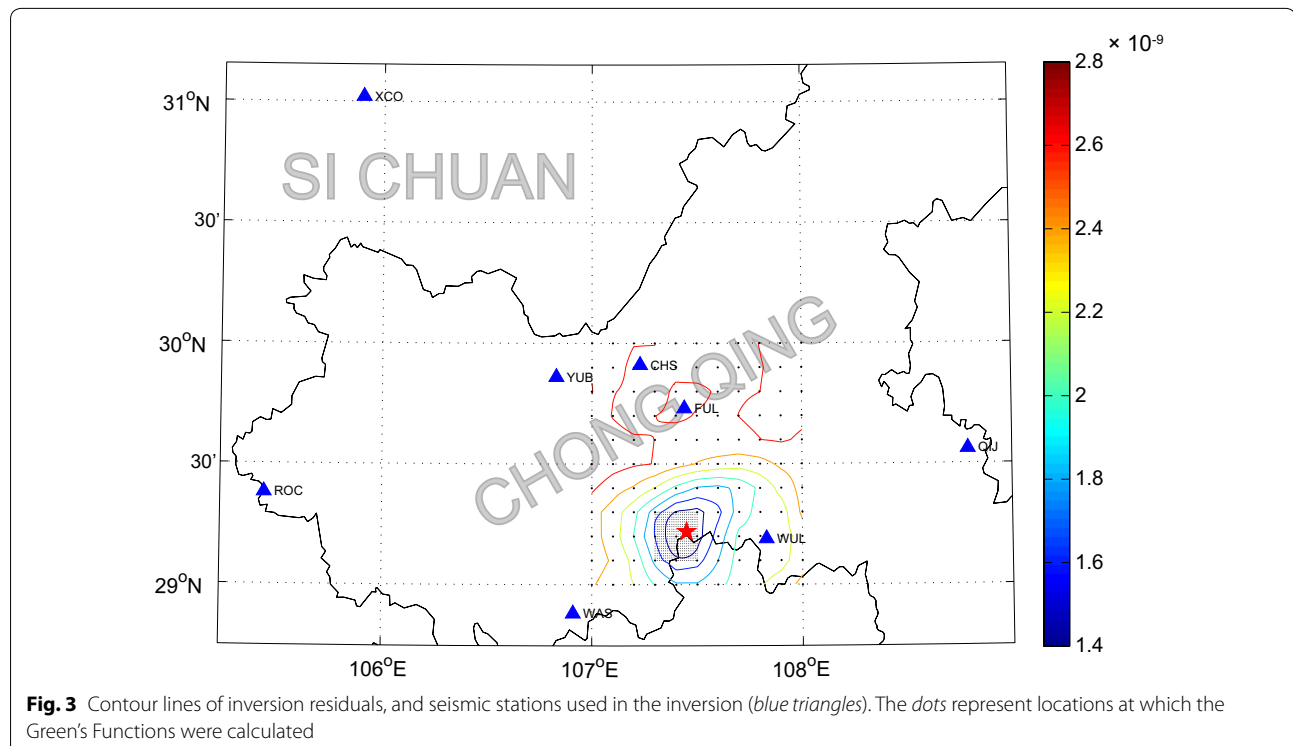 × 10⁻⁹
2.8
2.6
2.4
2.2
2
1.8
1.6
1.4
31°N
30'
30°N
30'
29°N
106°E
107°E
108°E
XCO
SI CHUAN
CHONG QING
YUB
CHS
FUL
QIJ
ROC
WUL
WAS
Fig. 3 Contour lines of inversion residuals, and seismic stations used in the inversion (blue triangles). The dots represent locations at which the
Green's Functions were calculated